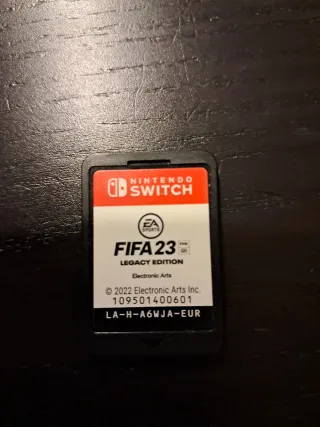 NINTENDO
SWITCH
EA
SPORTS
FIFA 23
LEGACY EDITION
Electronic Arts
© 2022 Electronic Arts Inc.
109501400601
LA-H-A6WJA-EUR